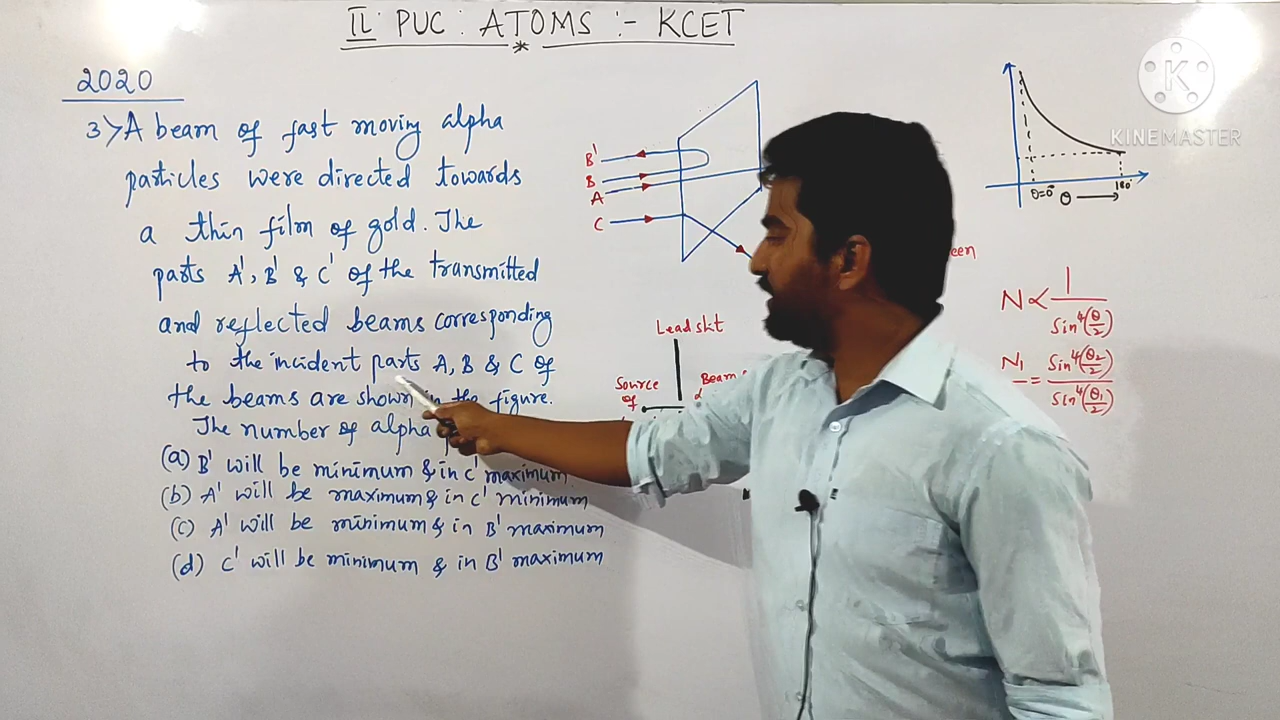 II PUC : ATOMS :- KCET
2020
3> A beam of fast moving alpha
particles were directed towards
a thin film of gold. The
parts A', B' & C' of the transmitted
and reflected beams corresponding
to the incident parts A, B & C of
the beams are shown in the figure.
The number of alpha
(a) B' will be minimum & in C' maximum
(b) A' will be maximum & in C' minimum
(c) A' will be minimum & in B' maximum
(d) C' will be minimum & in B' maximum
B'
B
A
C
Lead
Source
of
Beam
θ=0°
θ
180°
N ∝ 1/Sin⁴(θ/2)
N₁/ = Sin⁴(θ₂/2)/Sin⁴(θ₁/2)
K
KINEMASTER